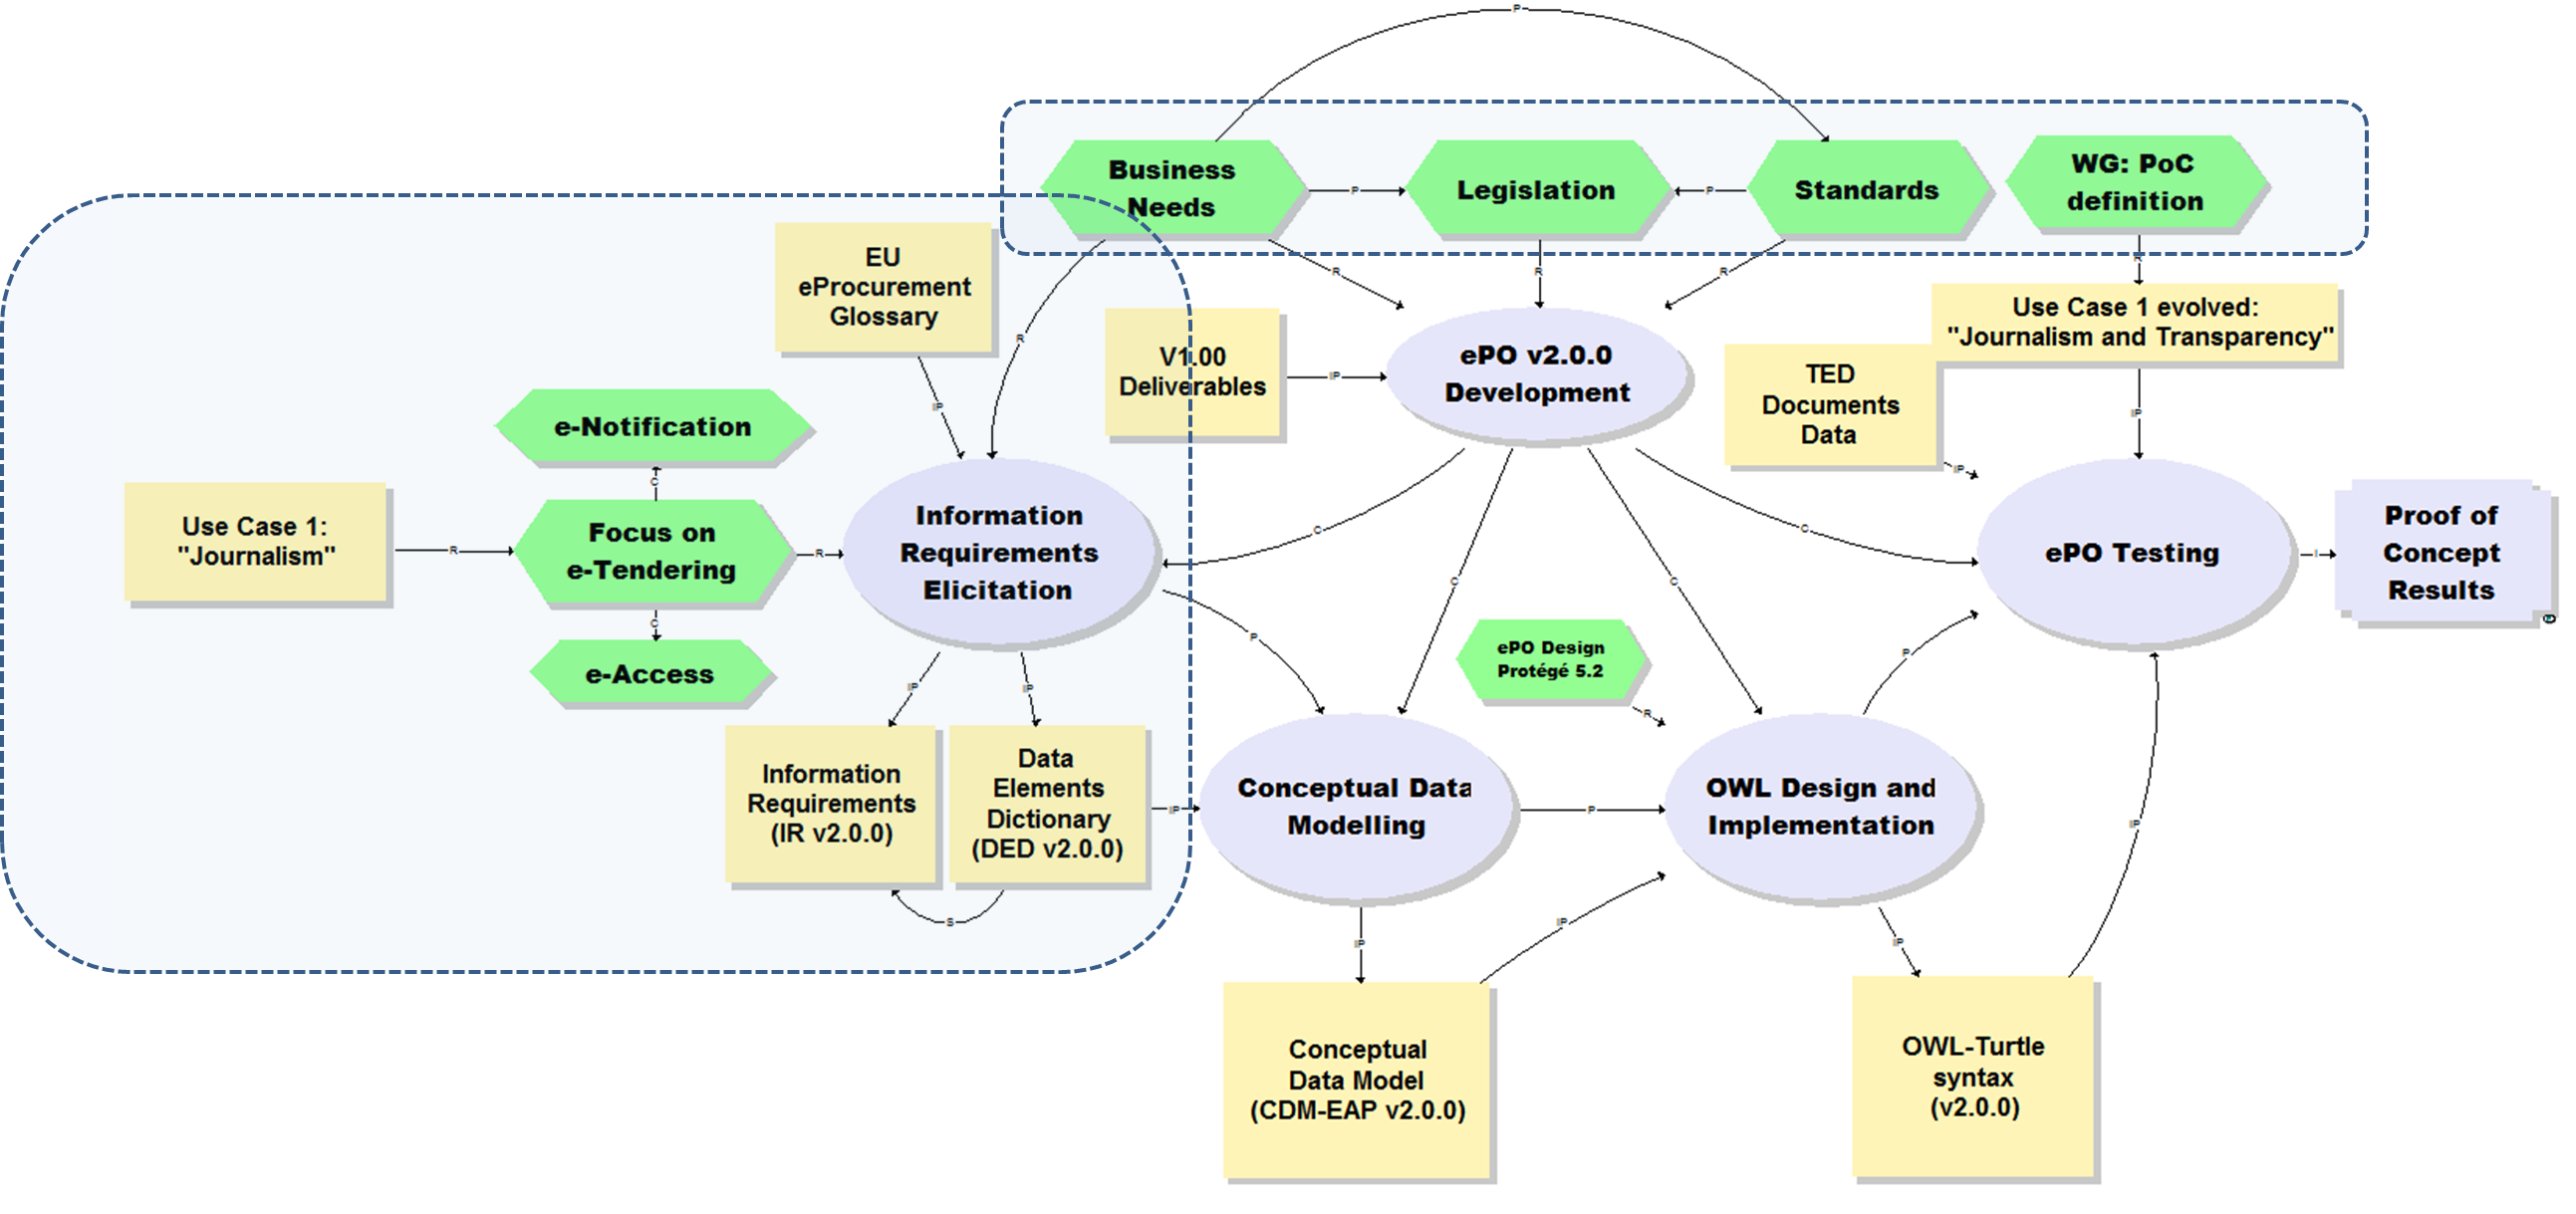 P
Business
Needs
P
Legislation
P
Standards
WG: PoC
definition
R
R
R
R
R
EU
eProcurement
Glossary
IP
V1.00
Deliverables
IP
ePO v2.0.0
Development
Use Case 1 evolved:
"Journalism and Transparency"
IP
TED
Documents
Data
IP
e-Notification
C
Use Case 1:
"Journalism"
R
Focus on
e-Tendering
R
C
e-Access
Information
Requirements
Elicitation
C
C
C
C
ePO Testing
I
Proof of
Concept
Results
P
ePO Design
Protégé 5.2
R
P
IP
IP
Information
Requirements
(IR v2.0.0)
Data
Elements
Dictionary
(DED v2.0.0)
S
IP
Conceptual Data
Modelling
P
OWL Design and
Implementation
IP
IP
IP
IP
Conceptual
Data Model
(CDM-EAP v2.0.0)
OWL-Turtle
syntax
(v2.0.0)